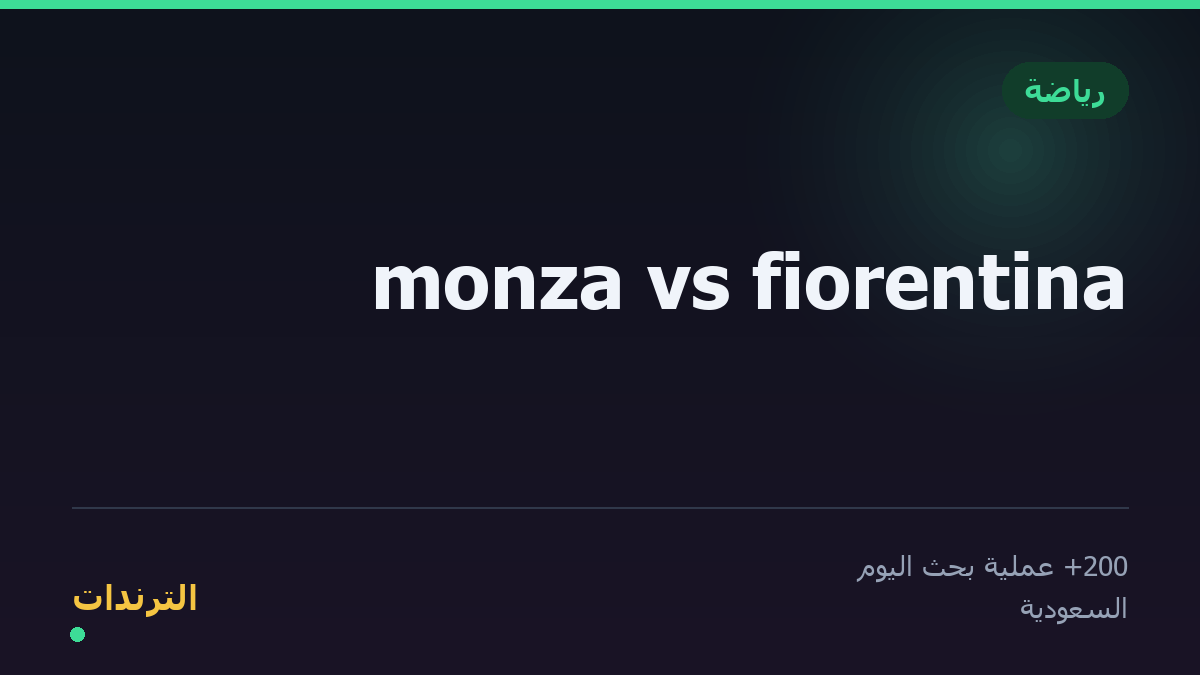 رياضة
monza vs fiorentina
200+ عملية بحث اليوم
السعودية
الترندات